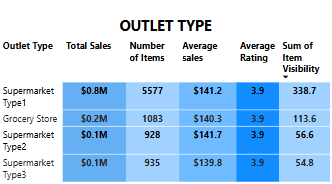 OUTLET TYPE
Outlet Type Total Sales Number of Items Average sales Average Rating Sum of Item Visibility
Supermarket Type1 $0.8M 5577 $141.2 3.9 338.7
Grocery Store $0.2M 1083 $140.3 3.9 113.6
Supermarket Type2 $0.1M 928 $141.7 3.9 56.6
Supermarket Type3 $0.1M 935 $139.8 3.9 54.8